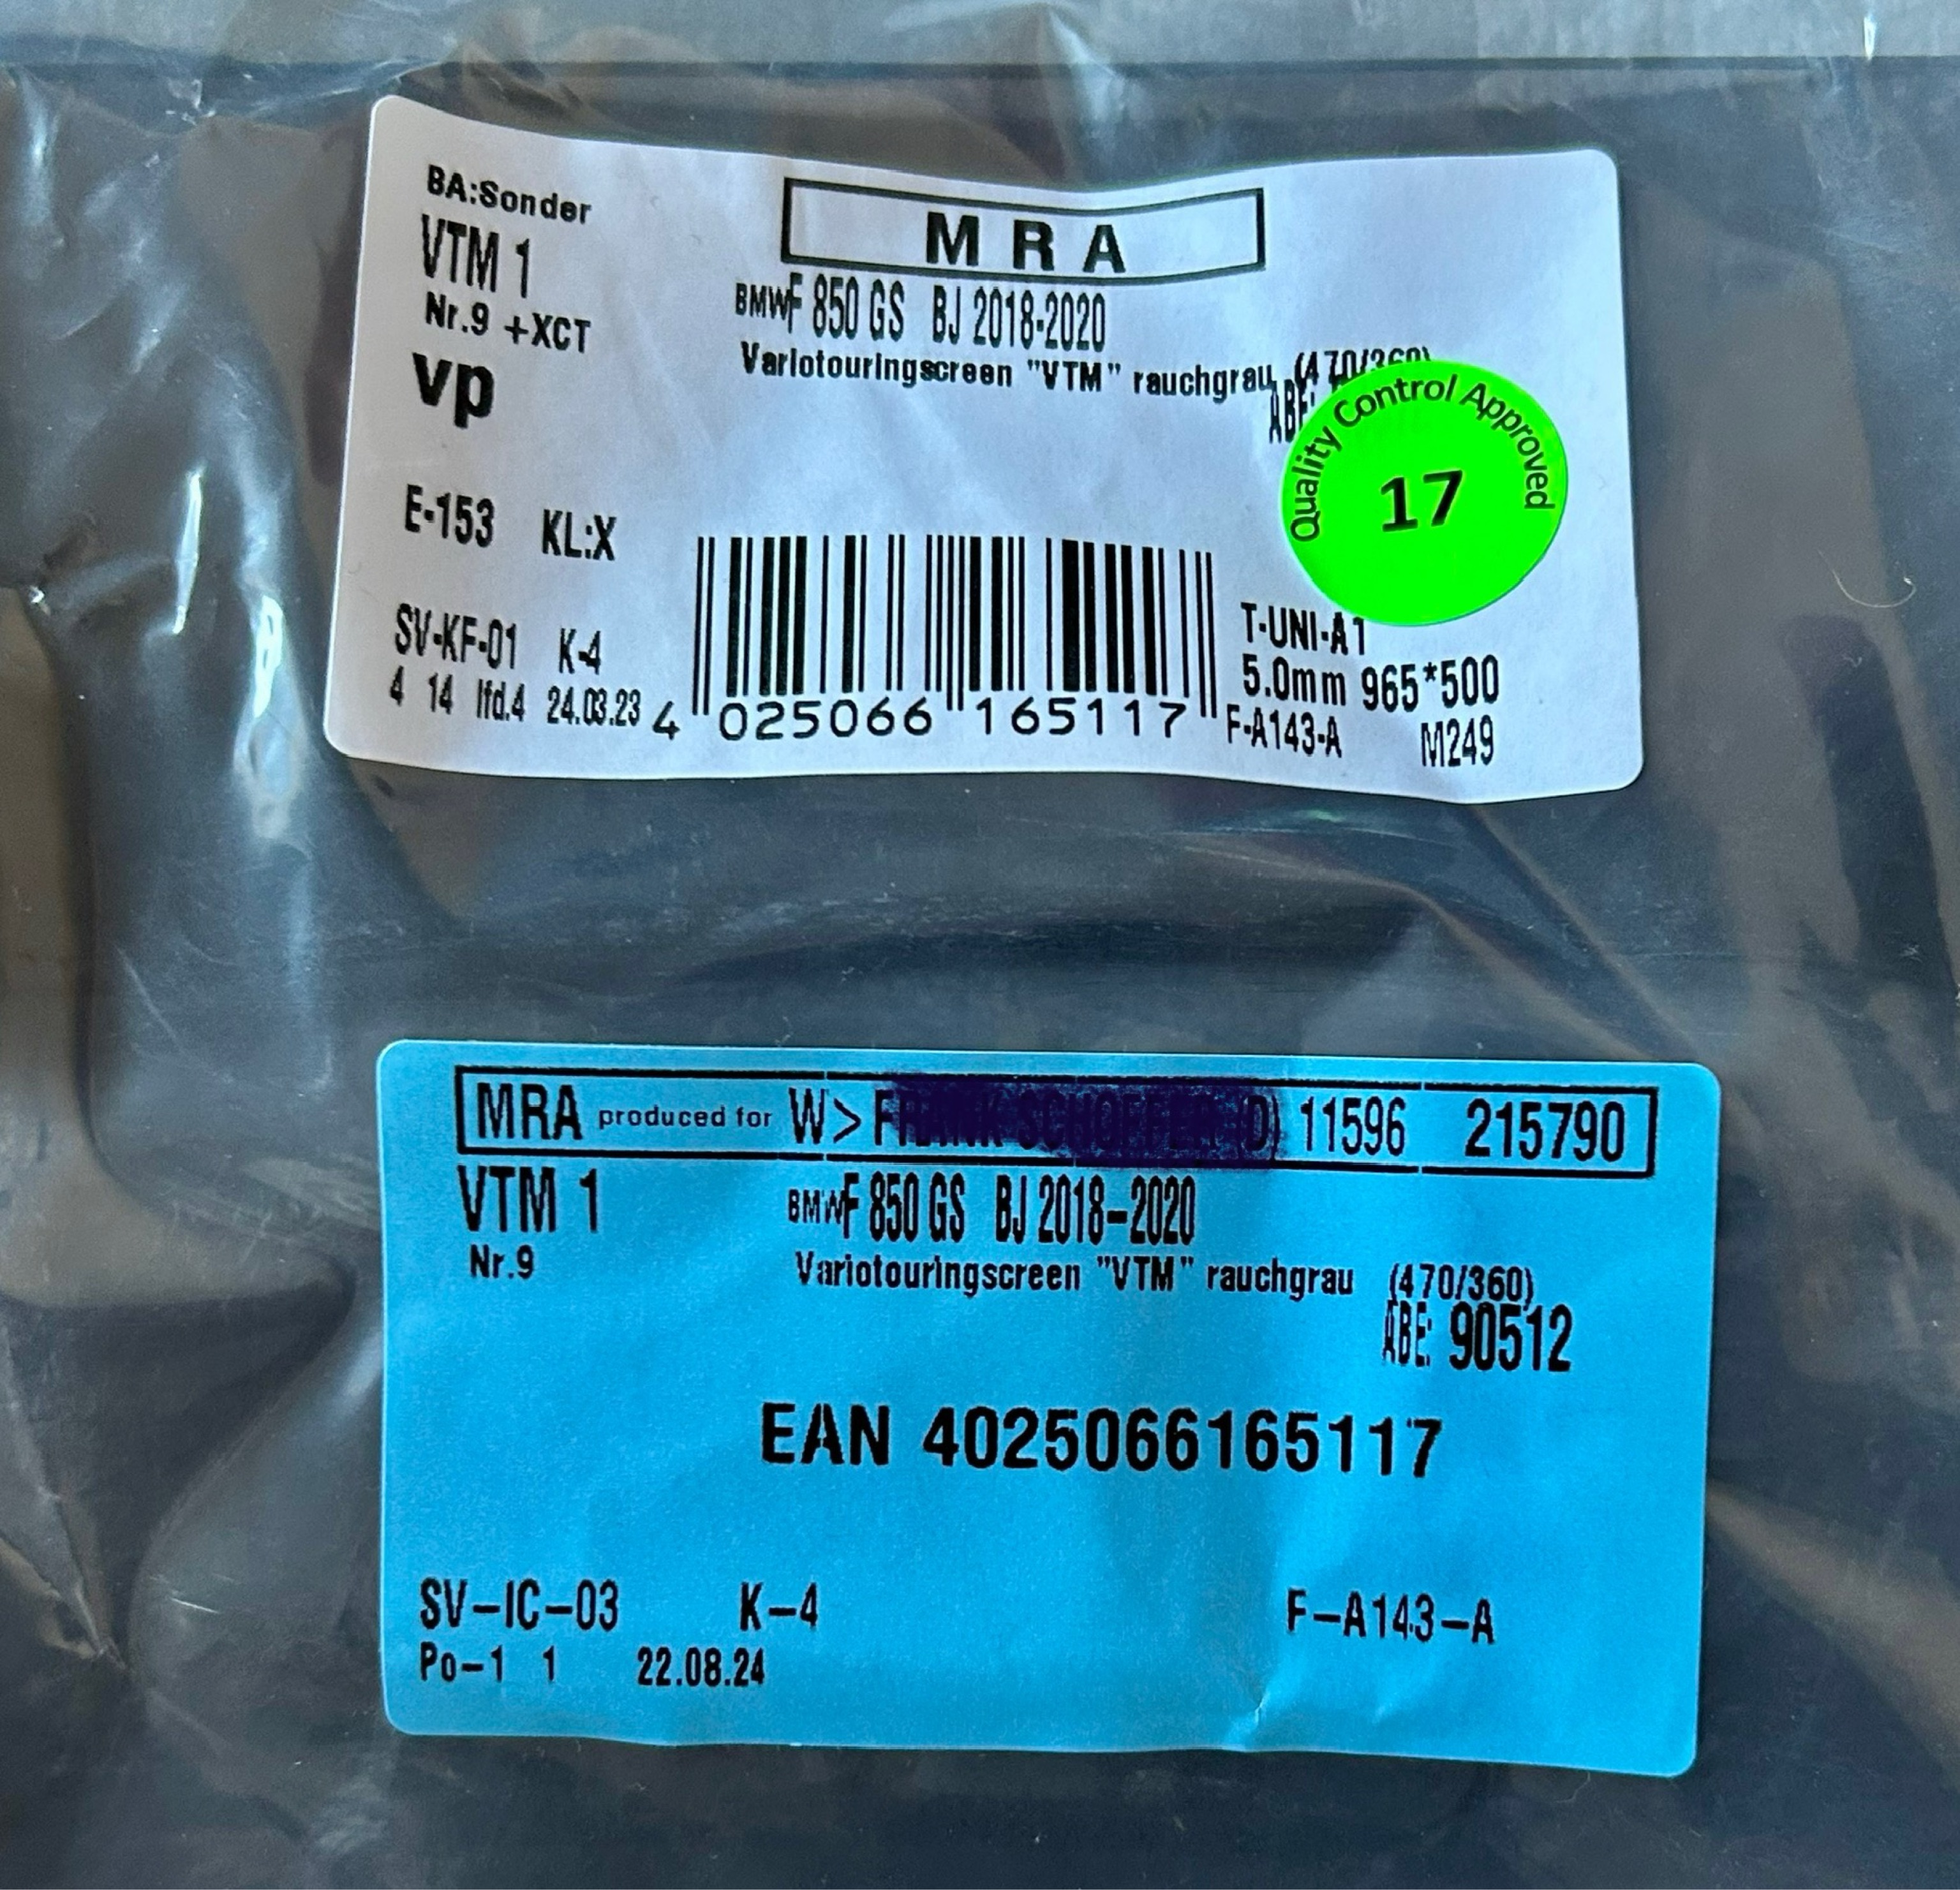 BA:Sonder
MRA
VTM 1
Nr.9 +XCT
vp
BMW F 850 GS BJ 2018-2020
Variotouringscreen "VTM" rauchgrau (470/360)
ABE:
Quality Control Approved
17
E-153 KL:X
SV-KF-01 K-4
4 14 lfd.4 24.03.23
4 025066 165117
T-UNI-A1
5.0mm 965*500
F-A143-A M249
MRA produced for W> 11596 215790
VTM 1
Nr.9
BMW F 850 GS BJ 2018-2020
Variotouringscreen "VTM" rauchgrau (470/360)
ABE: 90512
EAN 4025066165117
SV-IC-03 K-4 F-A143-A
Po-1 1 22.08.24